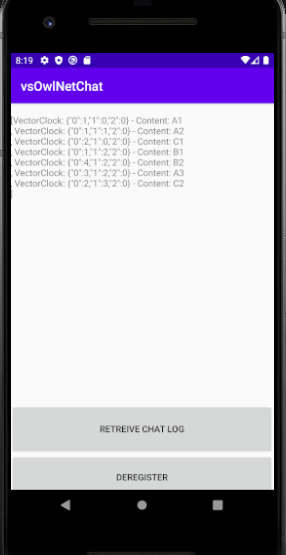 8:19
vsOwlNetChat
[VectorClock: {"0":1,"1":0,"2":0} - Content: A1
, VectorClock: {"0":1,"1":1,"2":0} - Content: A2
, VectorClock: {"0":2,"1":1,"2":0} - Content: C1
, VectorClock: {"0":1,"1":2,"2":0} - Content: B1
, VectorClock: {"0":4,"1":2,"2":0} - Content: B2
, VectorClock: {"0":3,"1":2,"2":0} - Content: A3
, VectorClock: {"0":2,"1":3,"2":0} - Content: C2
RETREIVE CHAT LOG
DEREGISTER